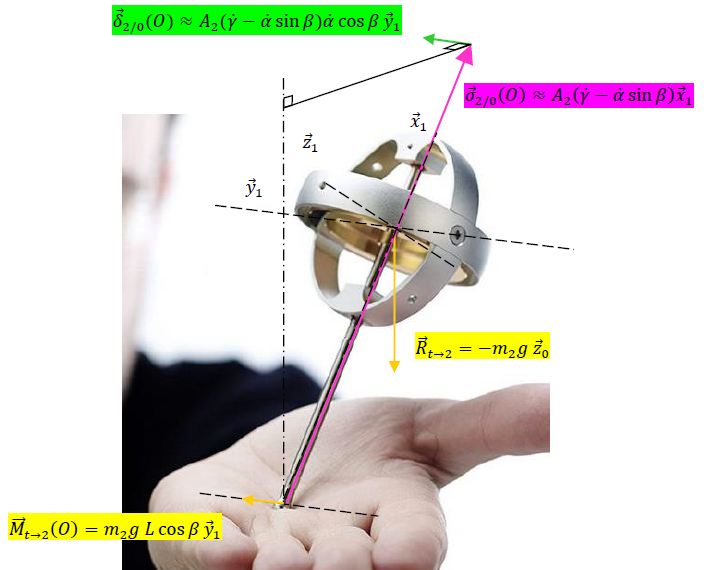 δ⃗₂/₀(O) ≈ A₂(γ̇ − α̇ sin β)α̇ cos β y⃗₁
σ⃗₂/₀(O) ≈ A₂(γ̇ − α̇ sin β)x⃗₁
x⃗₁
z⃗₁
y⃗₁
R⃗ₜ→₂ = −m₂g z⃗₀
M⃗ₜ→₂(O) = m₂g L cos β y⃗₁